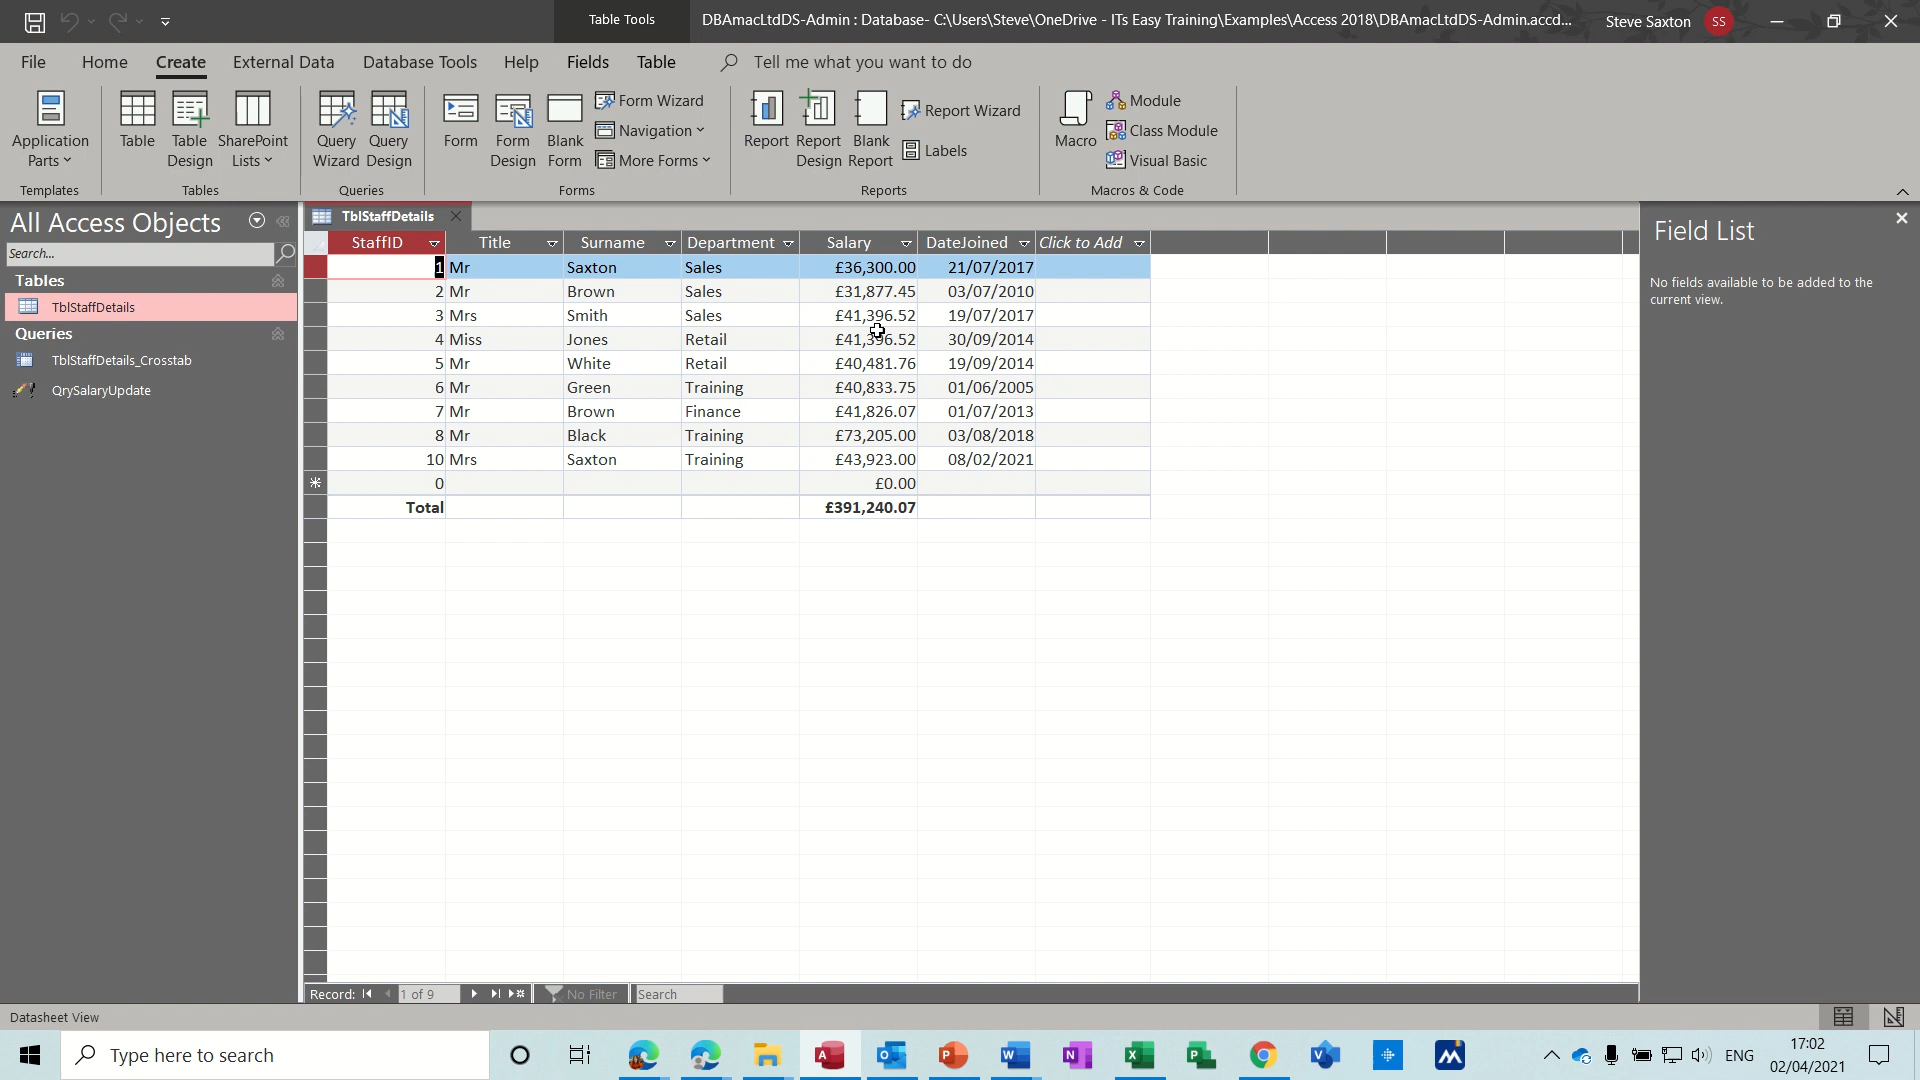 Table Tools
DBAmacLtdDS-Admin : Database- C:\Users\Steve\OneDrive - ITs Easy Training\Examples\Access 2018\DBAmacLtdDS-Admin.accd...
Steve Saxton SS
File Home Create External Data Database Tools Help Fields Table Tell me what you want to do
Application Parts
Table
Table Design
SharePoint Lists
Query Wizard
Query Design
Form
Form Design
Blank Form
Form Wizard
Navigation
More Forms
Report
Report Design
Blank Report
Report Wizard
Labels
Macro
Module
Class Module
Visual Basic
Templates Tables Queries Forms Reports Macros & Code
All Access Objects
Search...
Tables
TblStaffDetails
Queries
TblStaffDetails_Crosstab
QrySalaryUpdate
TblStaffDetails
StaffID Title Surname Department Salary DateJoined Click to Add
1 Mr Saxton Sales £36,300.00 21/07/2017
2 Mr Brown Sales £31,877.45 03/07/2010
3 Mrs Smith Sales £41,396.52 19/07/2017
4 Miss Jones Retail £41,396.52 30/09/2014
5 Mr White Retail £40,481.76 19/09/2014
6 Mr Green Training £40,833.75 01/06/2005
7 Mr Brown Finance £41,826.07 01/07/2013
8 Mr Black Training £73,205.00 03/08/2018
10 Mrs Saxton Training £43,923.00 08/02/2021
0 £0.00
Total £391,240.07
Field List
No fields available to be added to the
current view.
Record: 1 of 9 No Filter Search
Datasheet View
Type here to search
ENG
17:02
02/04/2021